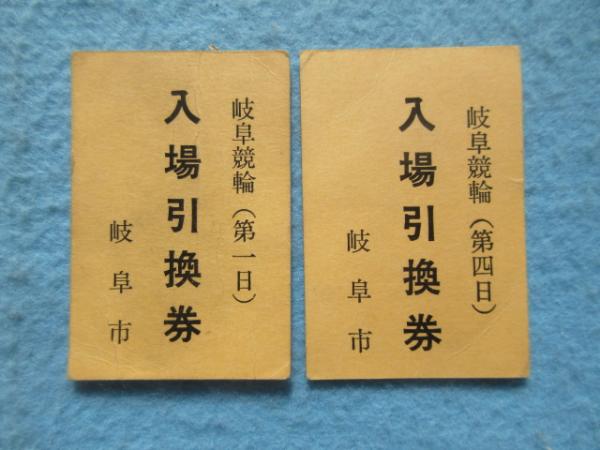 岐阜競輪（第一日）
入場引換券
岐阜市
岐阜競輪（第四日）
入場引換券
岐阜市